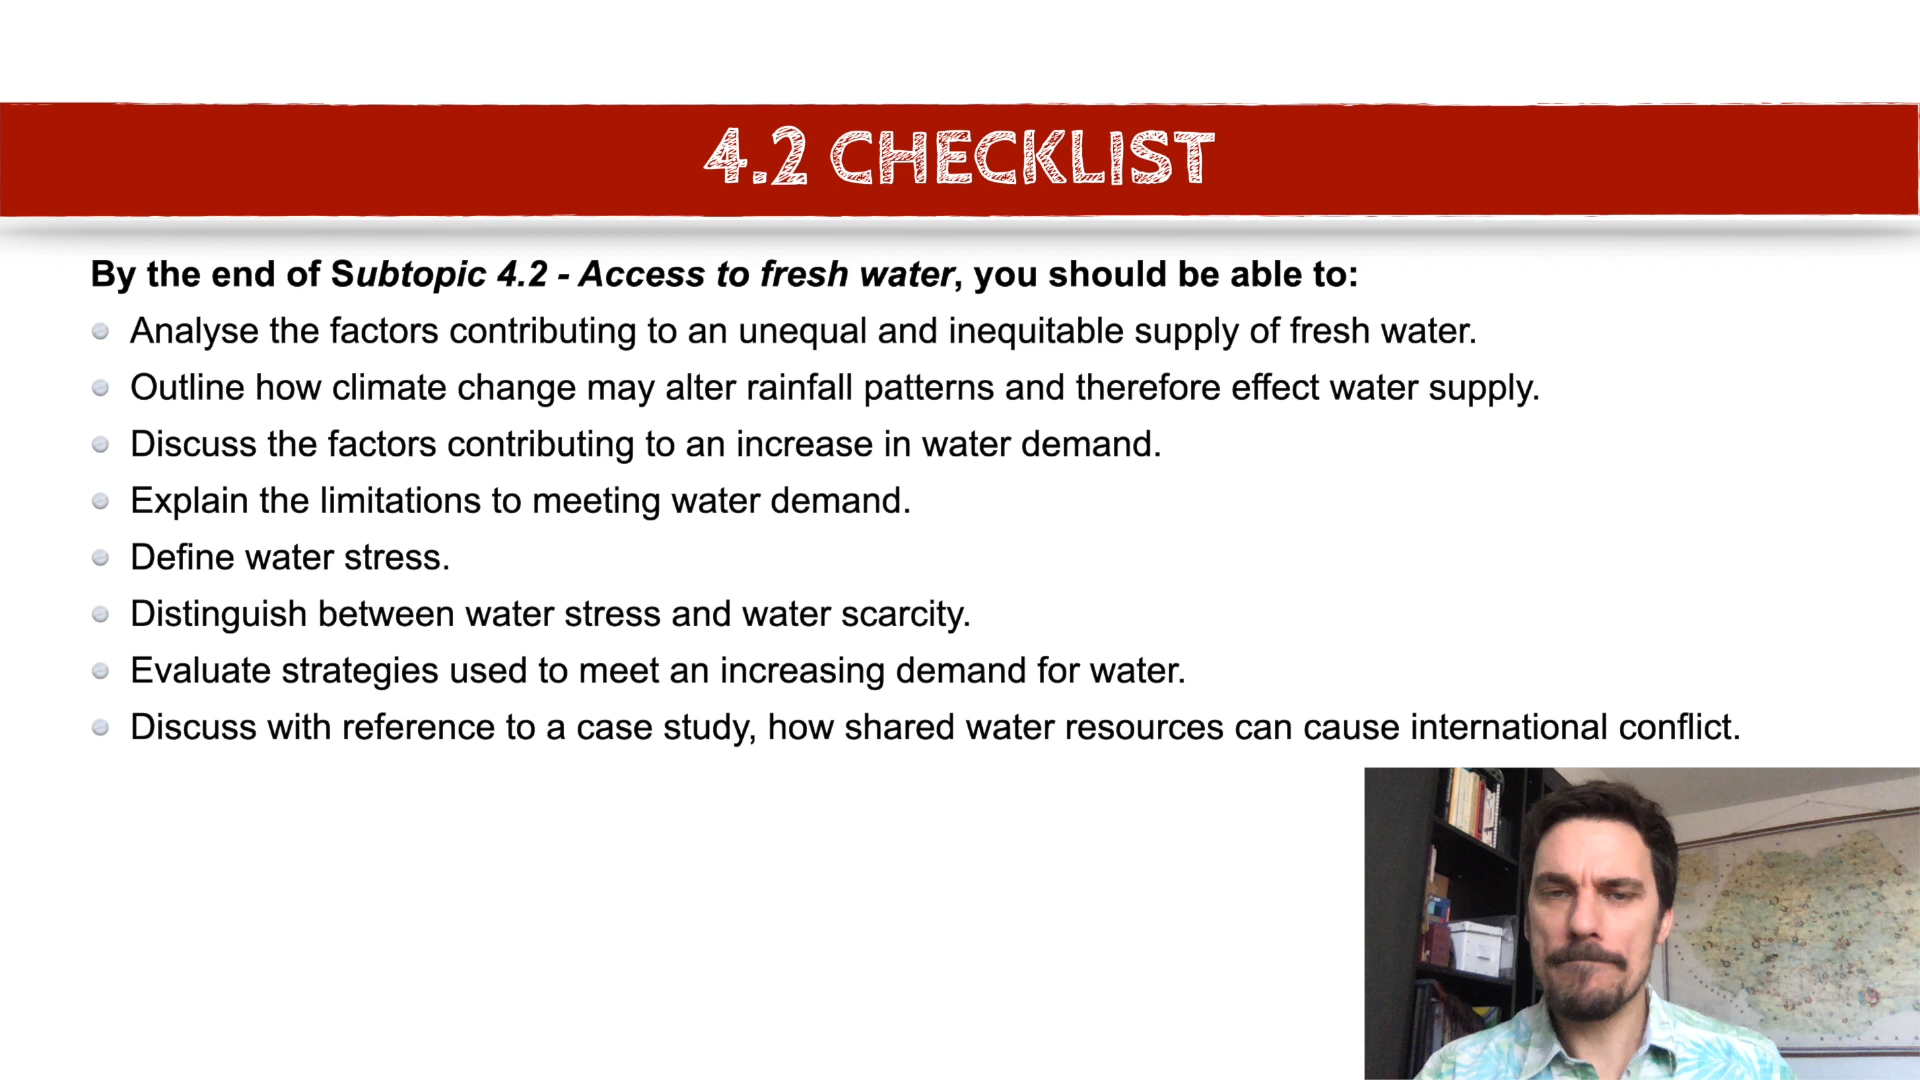 4.2 CHECKLIST
By the end of Subtopic 4.2 - Access to fresh water, you should be able to:
Analyse the factors contributing to an unequal and inequitable supply of fresh water.
Outline how climate change may alter rainfall patterns and therefore effect water supply.
Discuss the factors contributing to an increase in water demand.
Explain the limitations to meeting water demand.
Define water stress.
Distinguish between water stress and water scarcity.
Evaluate strategies used to meet an increasing demand for water.
Discuss with reference to a case study, how shared water resources can cause international conflict.